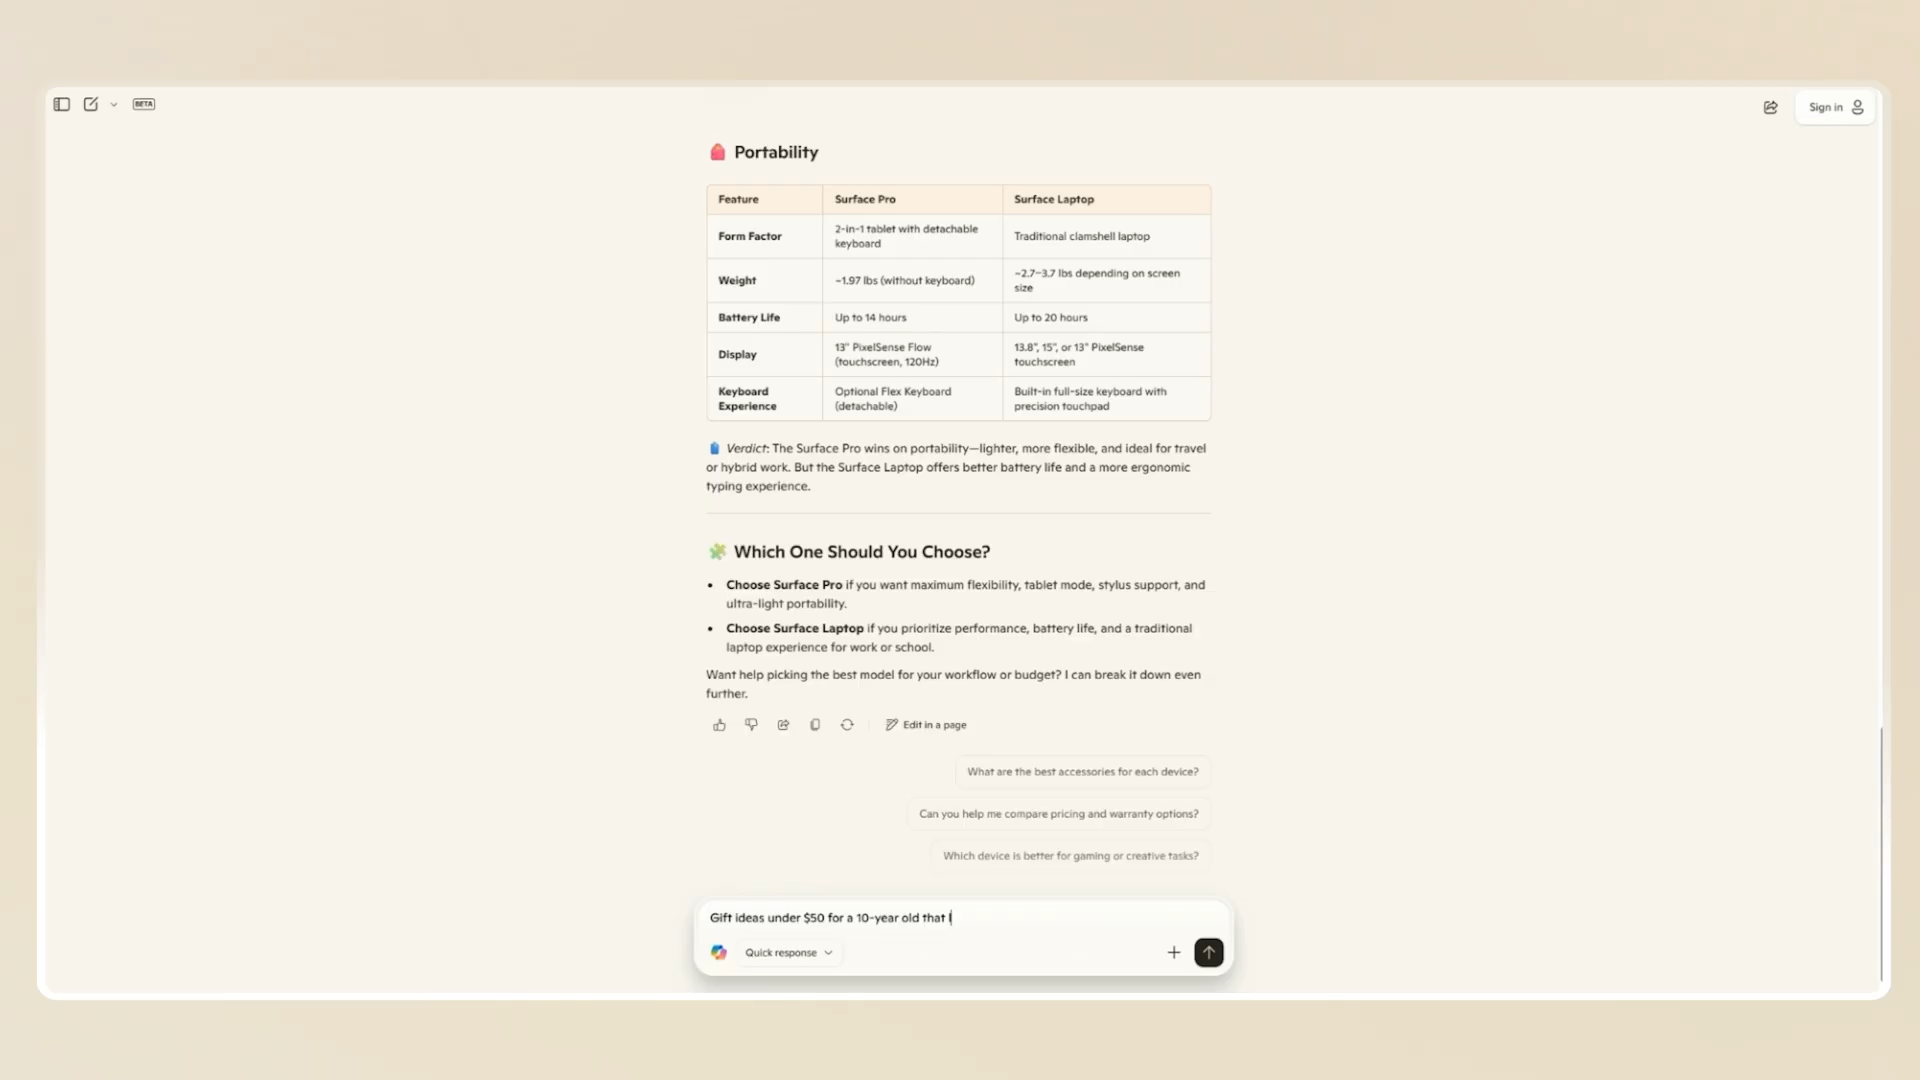 BETA
Sign in
Portability
Feature Surface Pro Surface Laptop
Form Factor 2-in-1 tablet with detachable keyboard Traditional clamshell laptop
Weight ~1.97 lbs (without keyboard) ~2.7–3.7 lbs depending on screen size
Battery Life Up to 14 hours Up to 20 hours
Display 13" PixelSense Flow (touchscreen, 120Hz) 13.8", 15", or 13" PixelSense touchscreen
Keyboard Experience Optional Flex Keyboard (detachable) Built-in full-size keyboard with precision touchpad
Verdict: The Surface Pro wins on portability—lighter, more flexible, and ideal for travel
or hybrid work. But the Surface Laptop offers better battery life and a more ergonomic
typing experience.
Which One Should You Choose?
• Choose Surface Pro if you want maximum flexibility, tablet mode, stylus support, and
ultra-light portability.
• Choose Surface Laptop if you prioritize performance, battery life, and a traditional
laptop experience for work or school.
Want help picking the best model for your workflow or budget? I can break it down even
further.
Edit in a page
What are the best accessories for each device?
Can you help me compare pricing and warranty options?
Which device is better for gaming or creative tasks?
Gift ideas under $50 for a 10-year old that l
Quick response